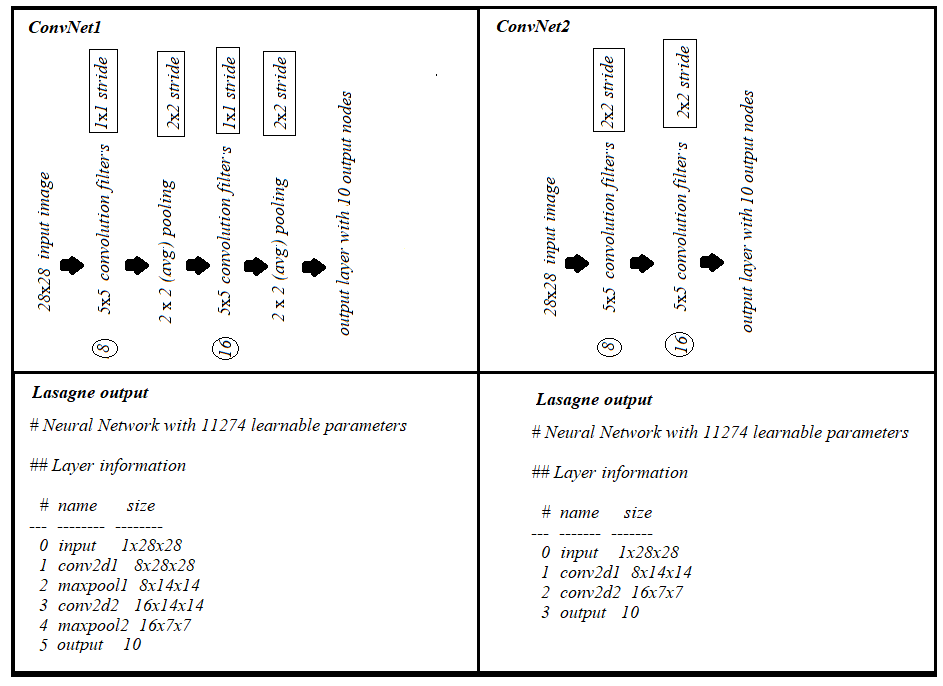 ConvNet1
28x28 input image
5x5 convolution filters
1x1 stride
8
2 x 2 (avg) pooling
2x2 stride
5x5 convolution filters
1x1 stride
16
2 x 2 (avg) pooling
2x2 stride
output layer with 10 output nodes
ConvNet2
28x28 input image
5x5 convolution filters
2x2 stride
8
5x5 convolution filters
2x2 stride
16
output layer with 10 output nodes
Lasagne output
# Neural Network with 11274 learnable parameters
## Layer information
# name size
--- -------- --------
0 input 1x28x28
1 conv2d1 8x28x28
2 maxpool1 8x14x14
3 conv2d2 16x14x14
4 maxpool2 16x7x7
5 output 10
Lasagne output
# Neural Network with 11274 learnable parameters
## Layer information
# name size
--- ------- -------
0 input 1x28x28
1 conv2d1 8x14x14
2 conv2d2 16x7x7
3 output 10